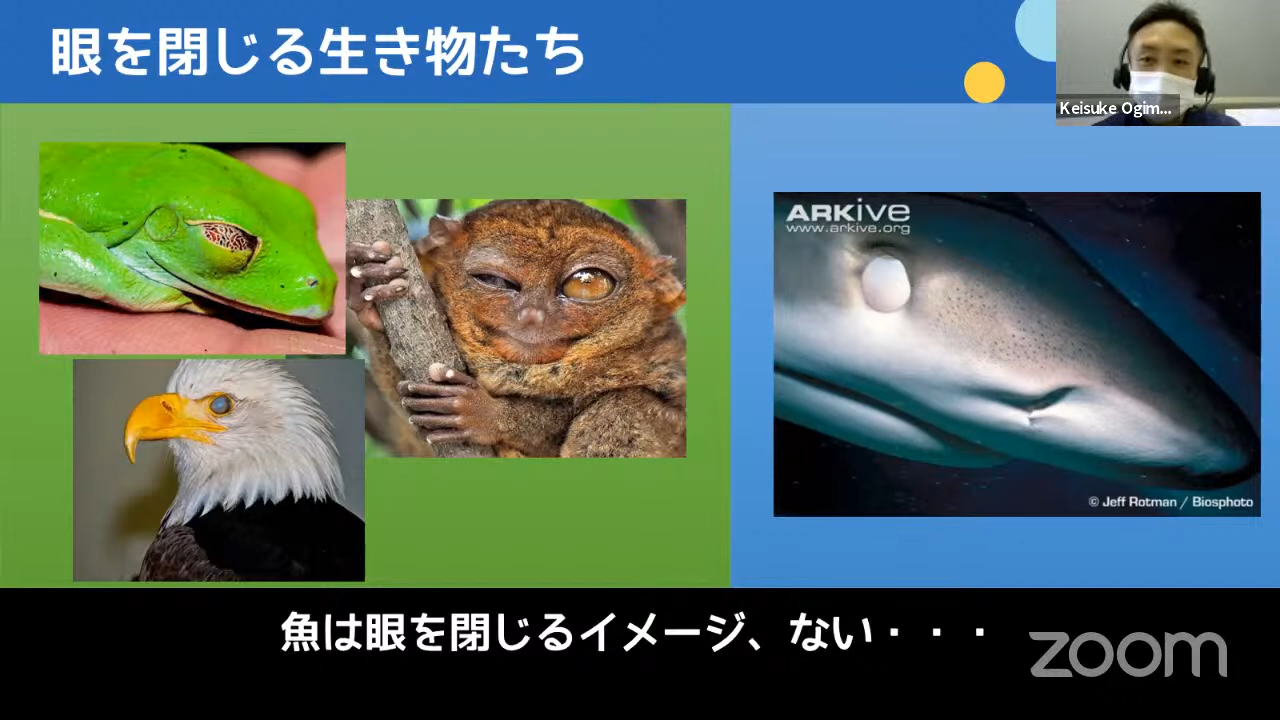 眼を閉じる生き物たち
Keisuke Ogim...
ARKive
www.arkive.org
© Jeff Rotman / Biosphoto
魚は眼を閉じるイメージ、ない・・・
zoom